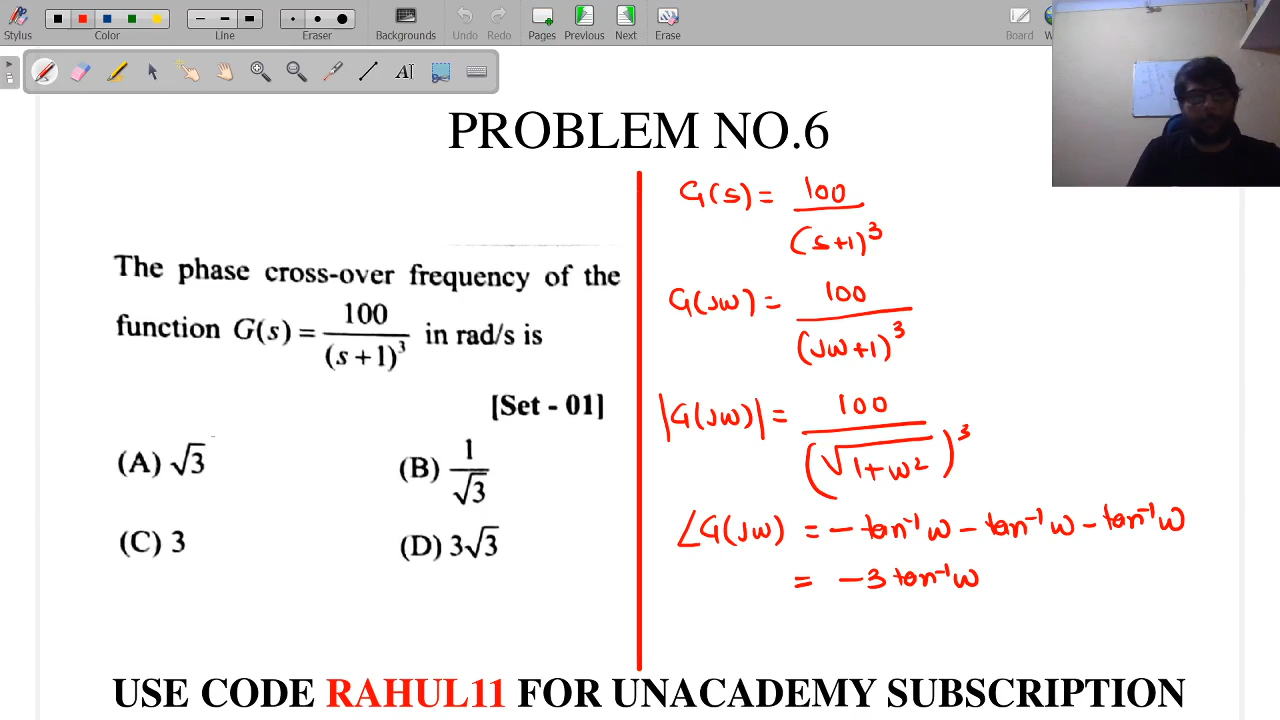 Stylus
Color
Line
Eraser
Backgrounds
Undo
Redo
Pages
Previous
Next
Erase
Board
PROBLEM NO.6
The phase cross-over frequency of the
function G(s) = 100/(s+1)³ in rad/s is
[Set - 01]
(A) √3
(B) 1/√3
(C) 3
(D) 3√3
G(s) = 100/(s+1)³
G(jω) = 100/(jω+1)³
|G(jω)| = 100/(√1+ω²)³
∠G(jω) = -tan⁻¹ω - tan⁻¹ω - tan⁻¹ω
= -3 tan⁻¹ω
USE CODE RAHUL11 FOR UNACADEMY SUBSCRIPTION